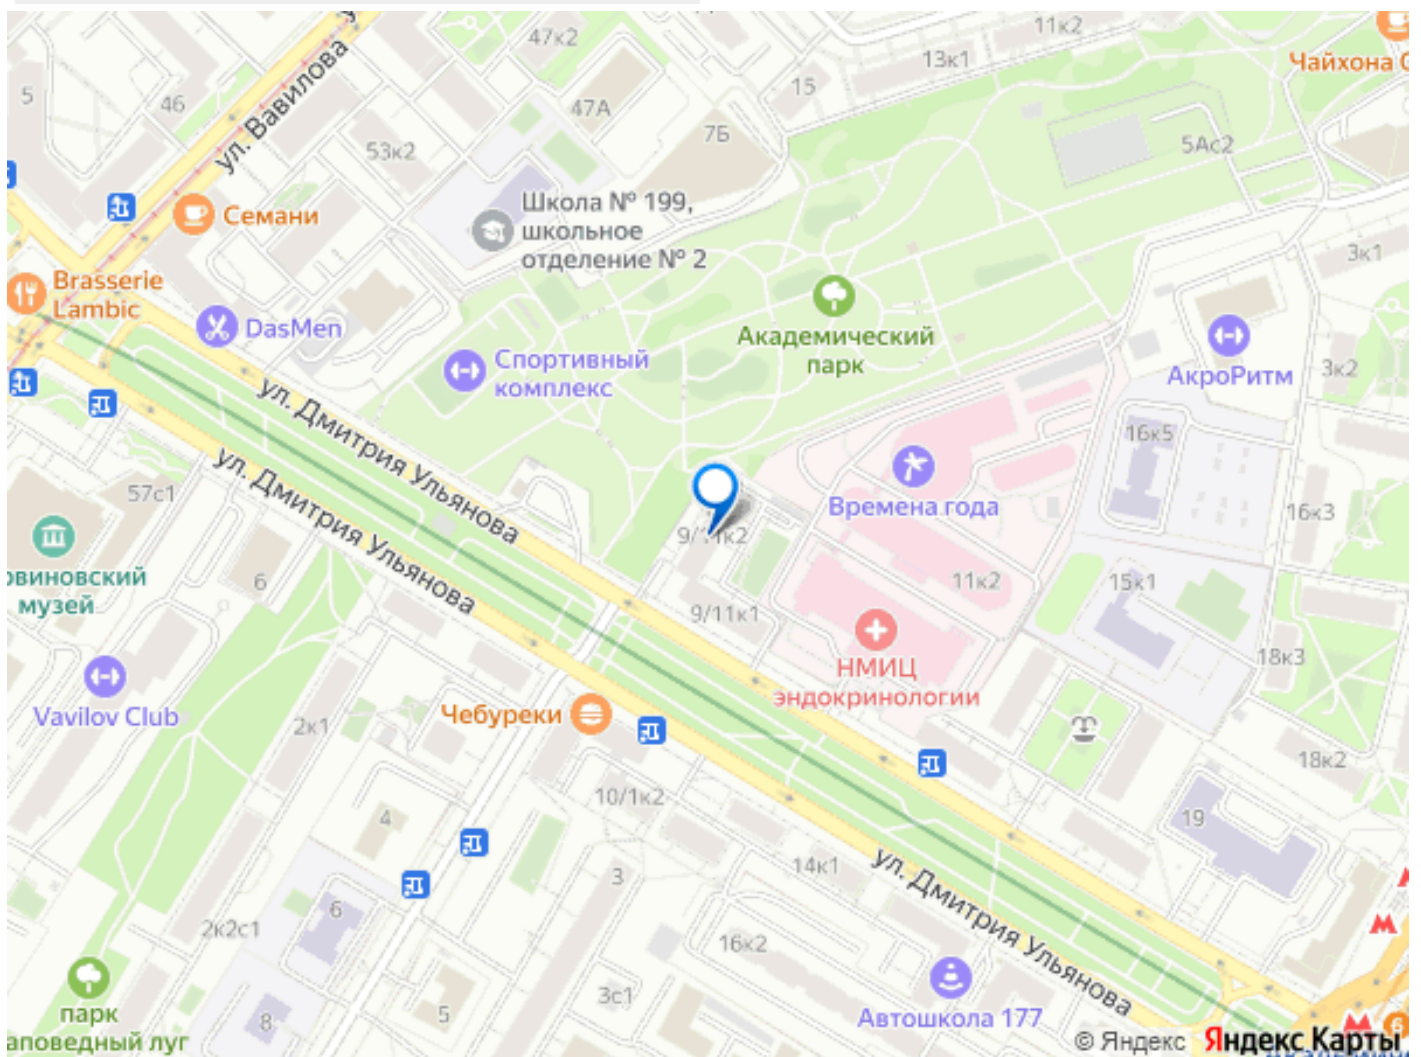 47к2
11к2
13к1
Чайхона
5
46
ул. Вавилова
47А
15
53к2
7Б
5Ас2
Семани
Школа № 199,
школьное
отделение № 2
3к1
Brasserie
Lambic
DasMen
Академический
парк
Спортивный
комплекс
АкроРитм
3к2
ул. Дмитрия Ульянова
16к5
ул. Дмитрия Ульянова
57с1
Времена года
16к3
9/11к2
музей
6
11к2
15к1
9/11к1
НМИЦ
эндокринологии
18к3
Vavilov Club
2к1
Чебуреки
18к2
10/1к2
4
19
14к1
ул. Дмитрия Ульянова
3
6
2к2с1
16к2
парк
аповедный луг
8
5
3с1
Автошкола 177
© Яндекс Яндекс Карты